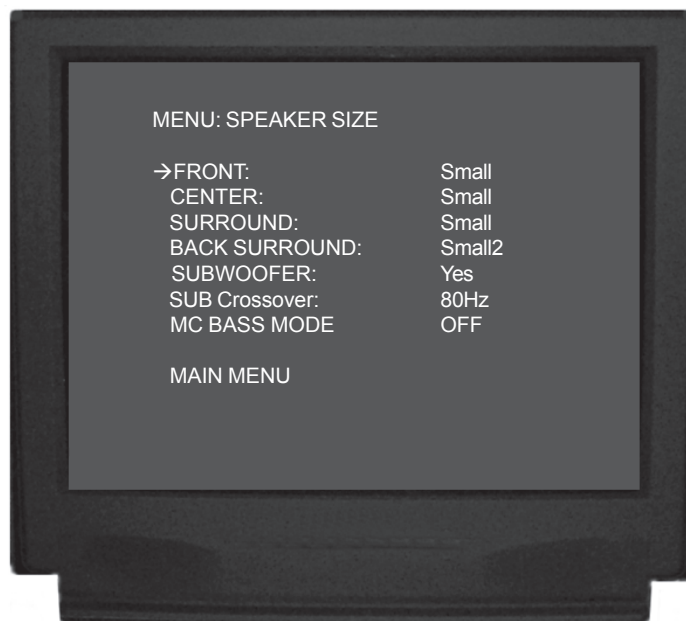 MENU: SPEAKER SIZE
→FRONT: Small
CENTER: Small
SURROUND: Small
BACK SURROUND: Small2
SUBWOOFER: Yes
SUB Crossover: 80Hz
MC BASS MODE OFF
MAIN MENU